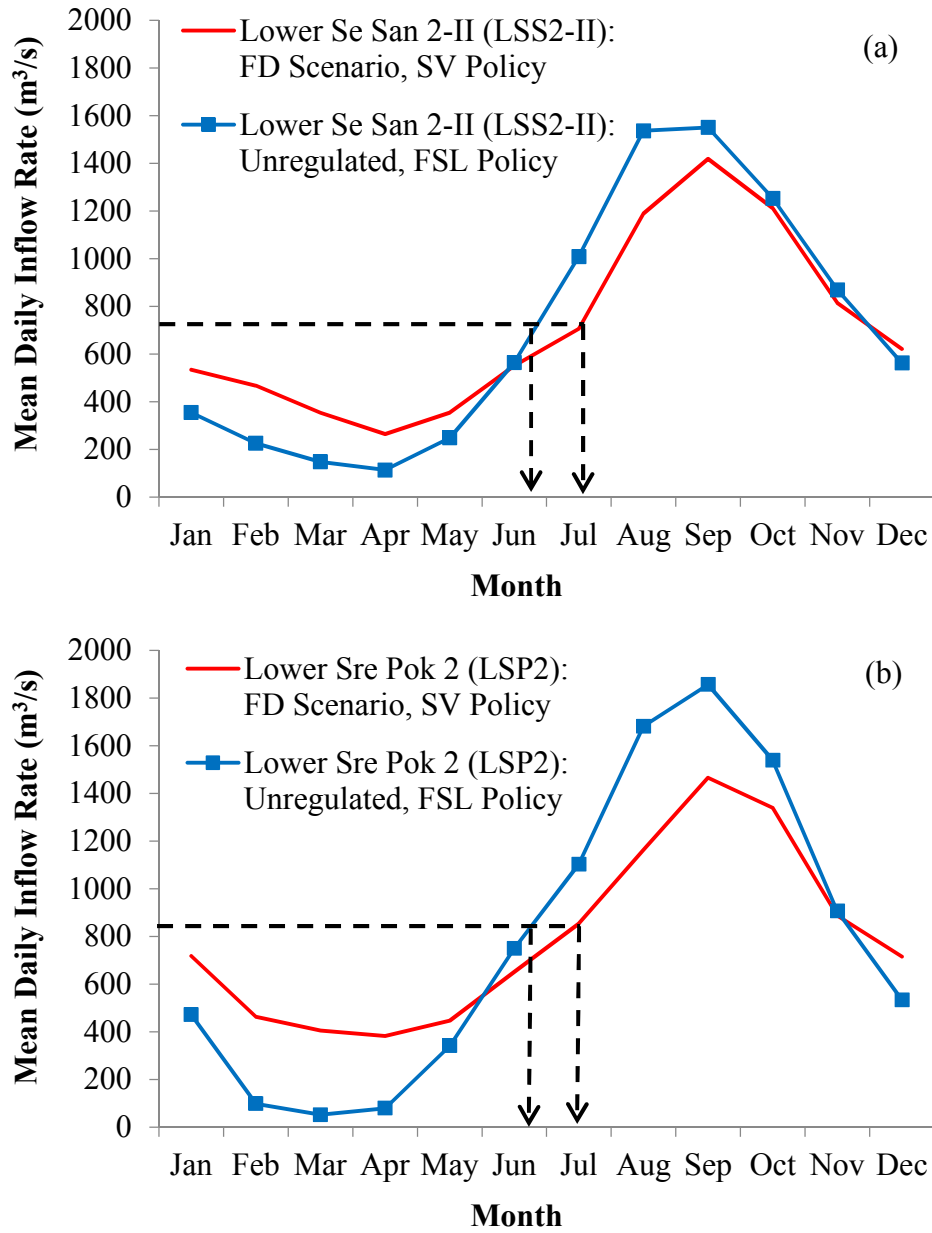 Mean Daily Inflow Rate (m³/s)
2000
1800
1600
1400
1200
1000
800
600
400
200
0
Lower Se San 2-II (LSS2-II):
FD Scenario, SV Policy
Lower Se San 2-II (LSS2-II):
Unregulated, FSL Policy
(a)
Jan Feb Mar Apr May Jun Jul Aug Sep Oct Nov Dec
Month
Mean Daily Inflow Rate (m³/s)
2000
1800
1600
1400
1200
1000
800
600
400
200
0
Lower Sre Pok 2 (LSP2):
FD Scenario, SV Policy
Lower Sre Pok 2 (LSP2):
Unregulated, FSL Policy
(b)
Jan Feb Mar Apr May Jun Jul Aug Sep Oct Nov Dec
Month